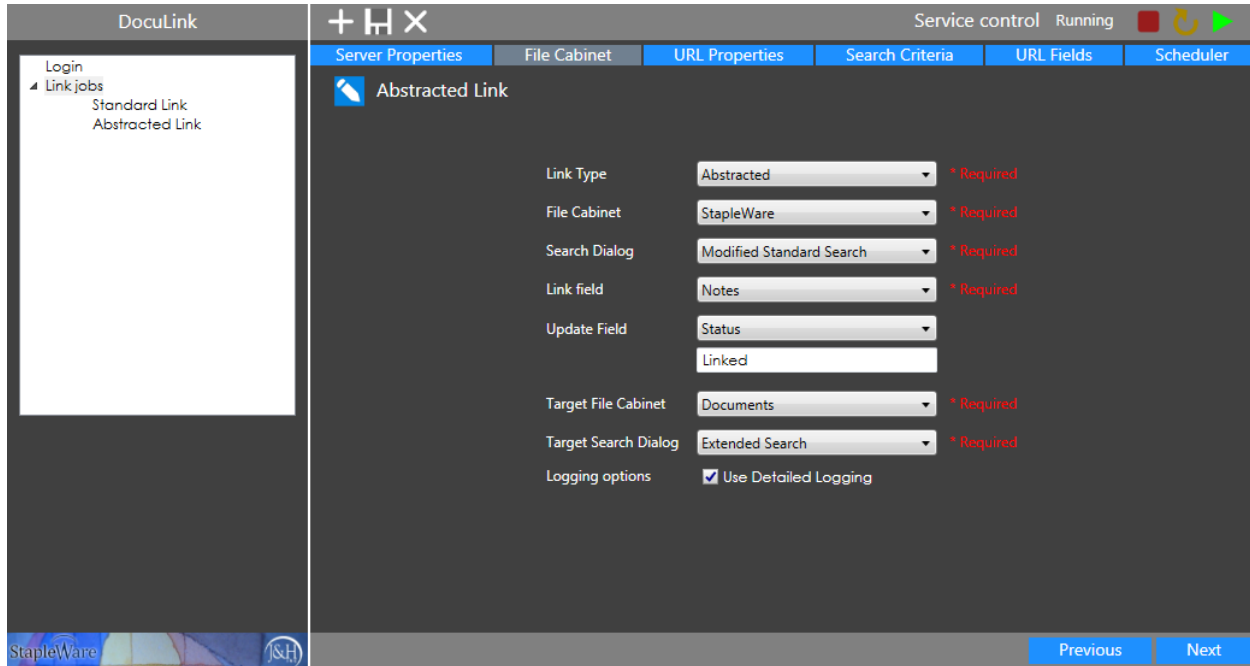 DocuLink
Service control Running
Server Properties File Cabinet URL Properties Search Criteria URL Fields Scheduler
Login
Link jobs
Standard Link
Abstracted Link
Abstracted Link
Link Type Abstracted * Required
File Cabinet StapleWare * Required
Search Dialog Modified Standard Search * Required
Link field Notes * Required
Update Field Status
Linked
Target File Cabinet Documents * Required
Target Search Dialog Extended Search * Required
Logging options Use Detailed Logging
StapleWare J&H
Previous Next